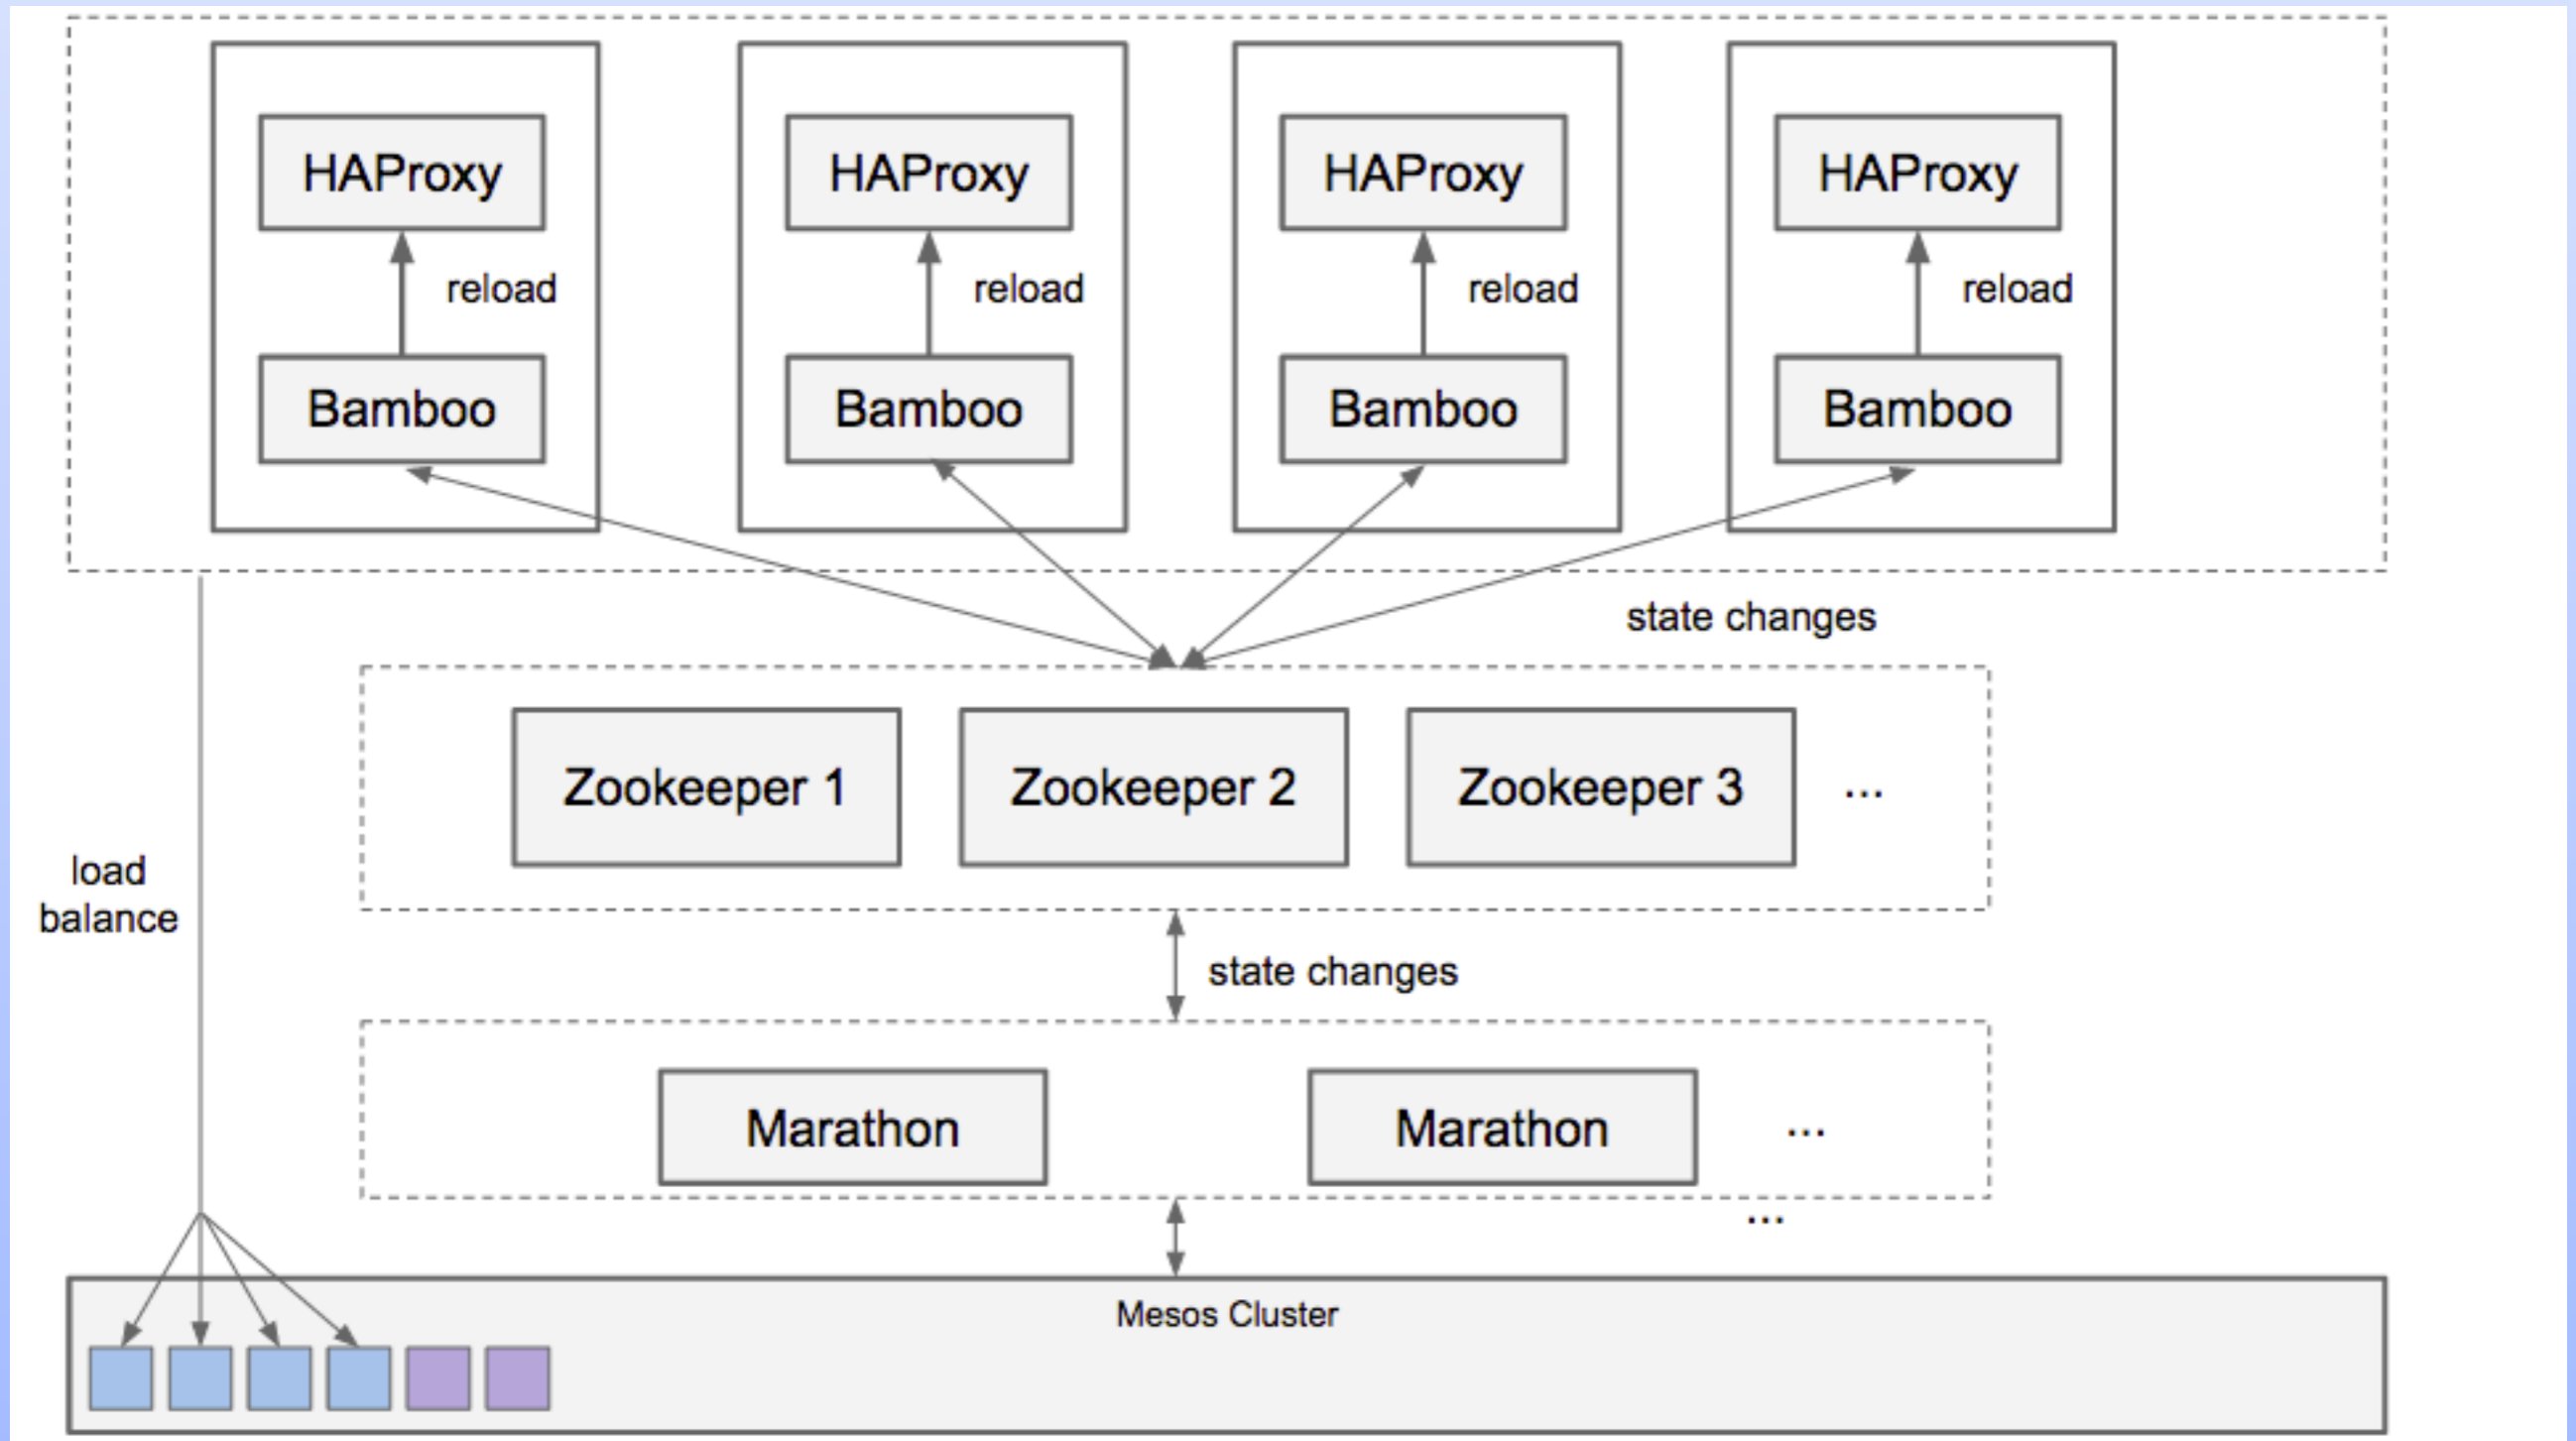 HAProxy
HAProxy
HAProxy
HAProxy
reload
reload
reload
reload
Bamboo
Bamboo
Bamboo
Bamboo
state changes
Zookeeper 1
Zookeeper 2
Zookeeper 3
...
load
balance
state changes
Marathon
Marathon
...
...
Mesos Cluster